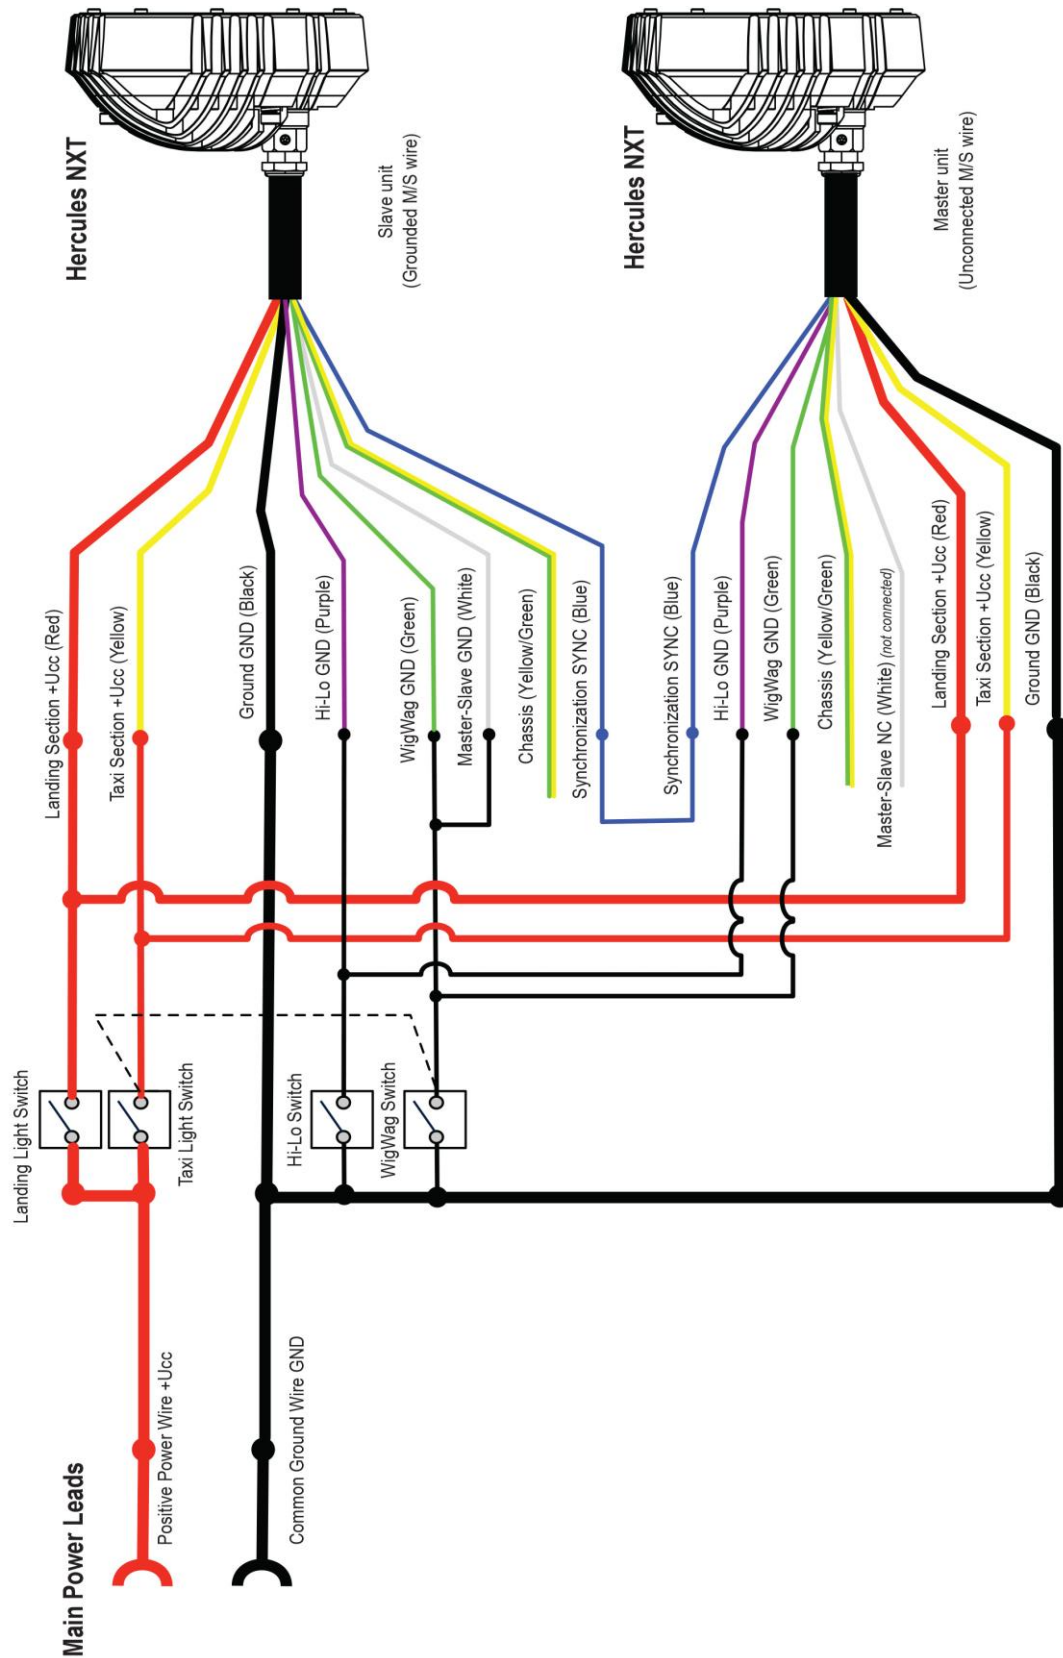 Main Power Leads
Positive Power Wire +Ucc
Common Ground Wire GND
Landing Light Switch
Taxi Light Switch
Hi-Lo Switch
WigWag Switch
Landing Section +Ucc (Red)
Taxi Section +Ucc (Yellow)
Ground GND (Black)
Hi-Lo GND (Purple)
WigWag GND (Green)
Master-Slave GND (White)
Chassis (Yellow/Green)
Synchronization SYNC (Blue)
Synchronization SYNC (Blue)
Hi-Lo GND (Purple)
WigWag GND (Green)
Chassis (Yellow/Green)
Master-Slave NC (White) (not connected)
Landing Section +Ucc (Red)
Taxi Section +Ucc (Yellow)
Ground GND (Black)
Hercules NXT
Slave unit
(Grounded M/S wire)
Hercules NXT
Master unit
(Unconnected M/S wire)